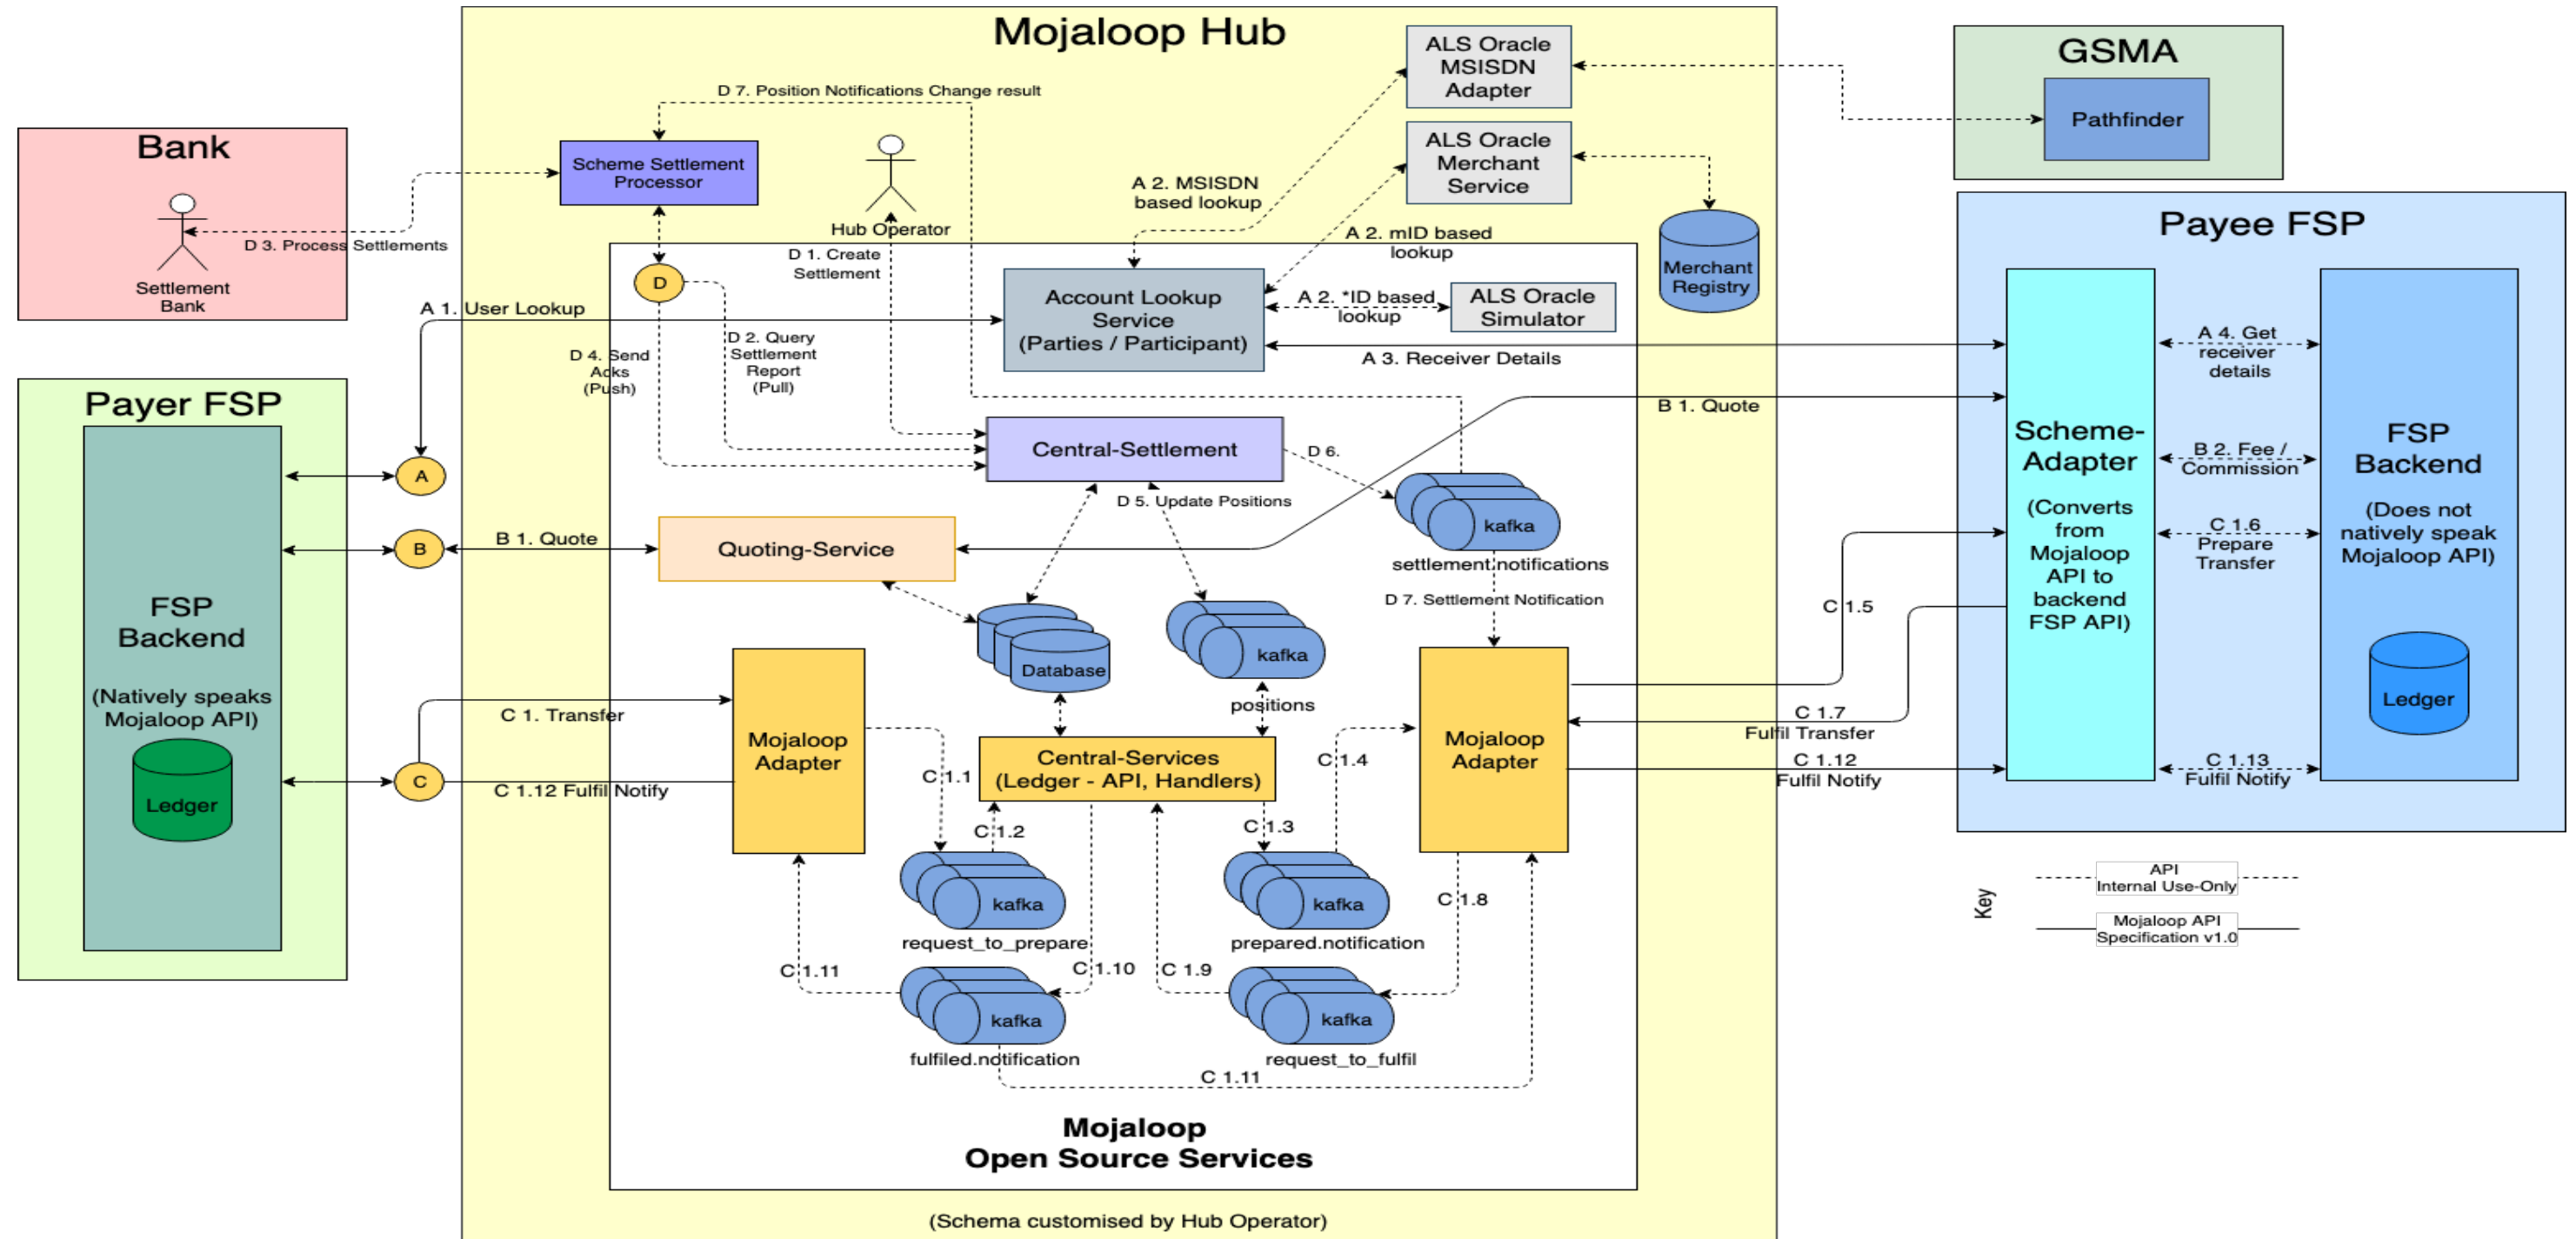 Mojaloop Hub
ALS Oracle
MSISDN
Adapter
GSMA
Pathfinder
D 7. Position Notifications Change result
Bank
Settlement
Bank
D 3. Process Settlements
Scheme Settlement
Processor
Hub Operator
ALS Oracle
Merchant
Service
A 2. MSISDN
based lookup
A 2. mID based
lookup
Merchant
Registry
D 1. Create
Settlement
D
A 1. User Lookup
Account Lookup
Service
(Parties / Participant)
A 2. *ID based
lookup
ALS Oracle
Simulator
A 3. Receiver Details
D 4. Send
Acks
(Push)
D 2. Query
Settlement
Report
(Pull)
Payee FSP
A 4. Get
receiver
details
B 1. Quote
Scheme-
Adapter
(Converts
from
Mojaloop
API to
backend
FSP API)
B 2. Fee /
Commission
C 1.6
Prepare
Transfer
FSP
Backend
(Does not
natively speak
Mojaloop API)
Ledger
Payer FSP
FSP
Backend
(Natively speaks
Mojaloop API)
Ledger
A
B
C
Central-Settlement
D 6.
D 5. Update Positions
kafka
settlement.notifications
D 7. Settlement Notification
B 1. Quote
Quoting-Service
Database
kafka
positions
C 1. Transfer
C 1.12 Fulfil Notify
Mojaloop
Adapter
Central-Services
(Ledger - API, Handlers)
Mojaloop
Adapter
C 1.1
C 1.2
C 1.3
C 1.4
C 1.5
C 1.7
Fulfil Transfer
C 1.12
Fulfil Notify
C 1.13
Fulfil Notify
kafka
request_to_prepare
kafka
prepared.notification
C 1.8
C 1.11
C 1.10
C 1.9
kafka
fulfiled.notification
kafka
request_to_fulfil
C 1.11
Mojaloop
Open Source Services
(Schema customised by Hub Operator)
Key
API
Internal Use-Only
Mojaloop API
Specification v1.0